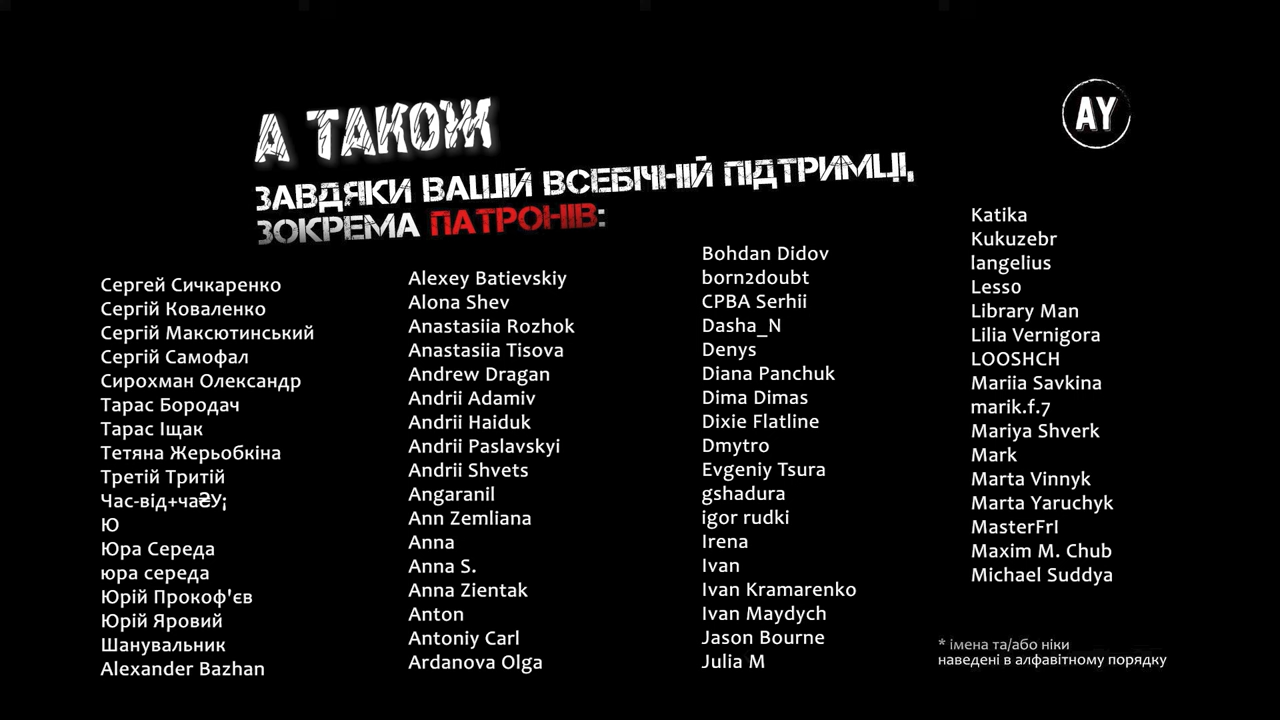 А ТАКОЖ
ЗАВДЯКИ ВАШІЙ ВСЕБІЧНІЙ ПІДТРИМЦІ,
ЗОКРЕМА ПАТРОНІВ:
AY
Сергей Сичкаренко
Сергій Коваленко
Сергій Максютинський
Сергій Самофал
Сирохман Олександр
Тарас Бородач
Тарас Іщак
Тетяна Жерьобкіна
Третій Тритій
Час-від+ча₴У¡
Ю
Юра Середа
юра середа
Юрій Прокоф'єв
Юрій Яровий
Шанувальник
Alexander Bazhan
Alexey Batievskiy
Alona Shev
Anastasiia Rozhok
Anastasiia Tisova
Andrew Dragan
Andrii Adamiv
Andrii Haiduk
Andrii Paslavskyi
Andrii Shvets
Angaranil
Ann Zemliana
Anna
Anna S.
Anna Zientak
Anton
Antoniy Carl
Ardanova Olga
Bohdan Didov
born2doubt
CPBA Serhii
Dasha_N
Denys
Diana Panchuk
Dima Dimas
Dixie Flatline
Dmytro
Evgeniy Tsura
gshadura
igor rudki
Irena
Ivan
Ivan Kramarenko
Ivan Maydych
Jason Bourne
Julia M
Katika
Kukuzebr
langelius
Lesso
Library Man
Lilia Vernigora
LOOSHCH
Mariia Savkina
marik.f.7
Mariya Shverk
Mark
Marta Vinnyk
Marta Yaruchyk
MasterFrI
Maxim M. Chub
Michael Suddya
* імена та/або ніки
наведені в алфавітному порядку